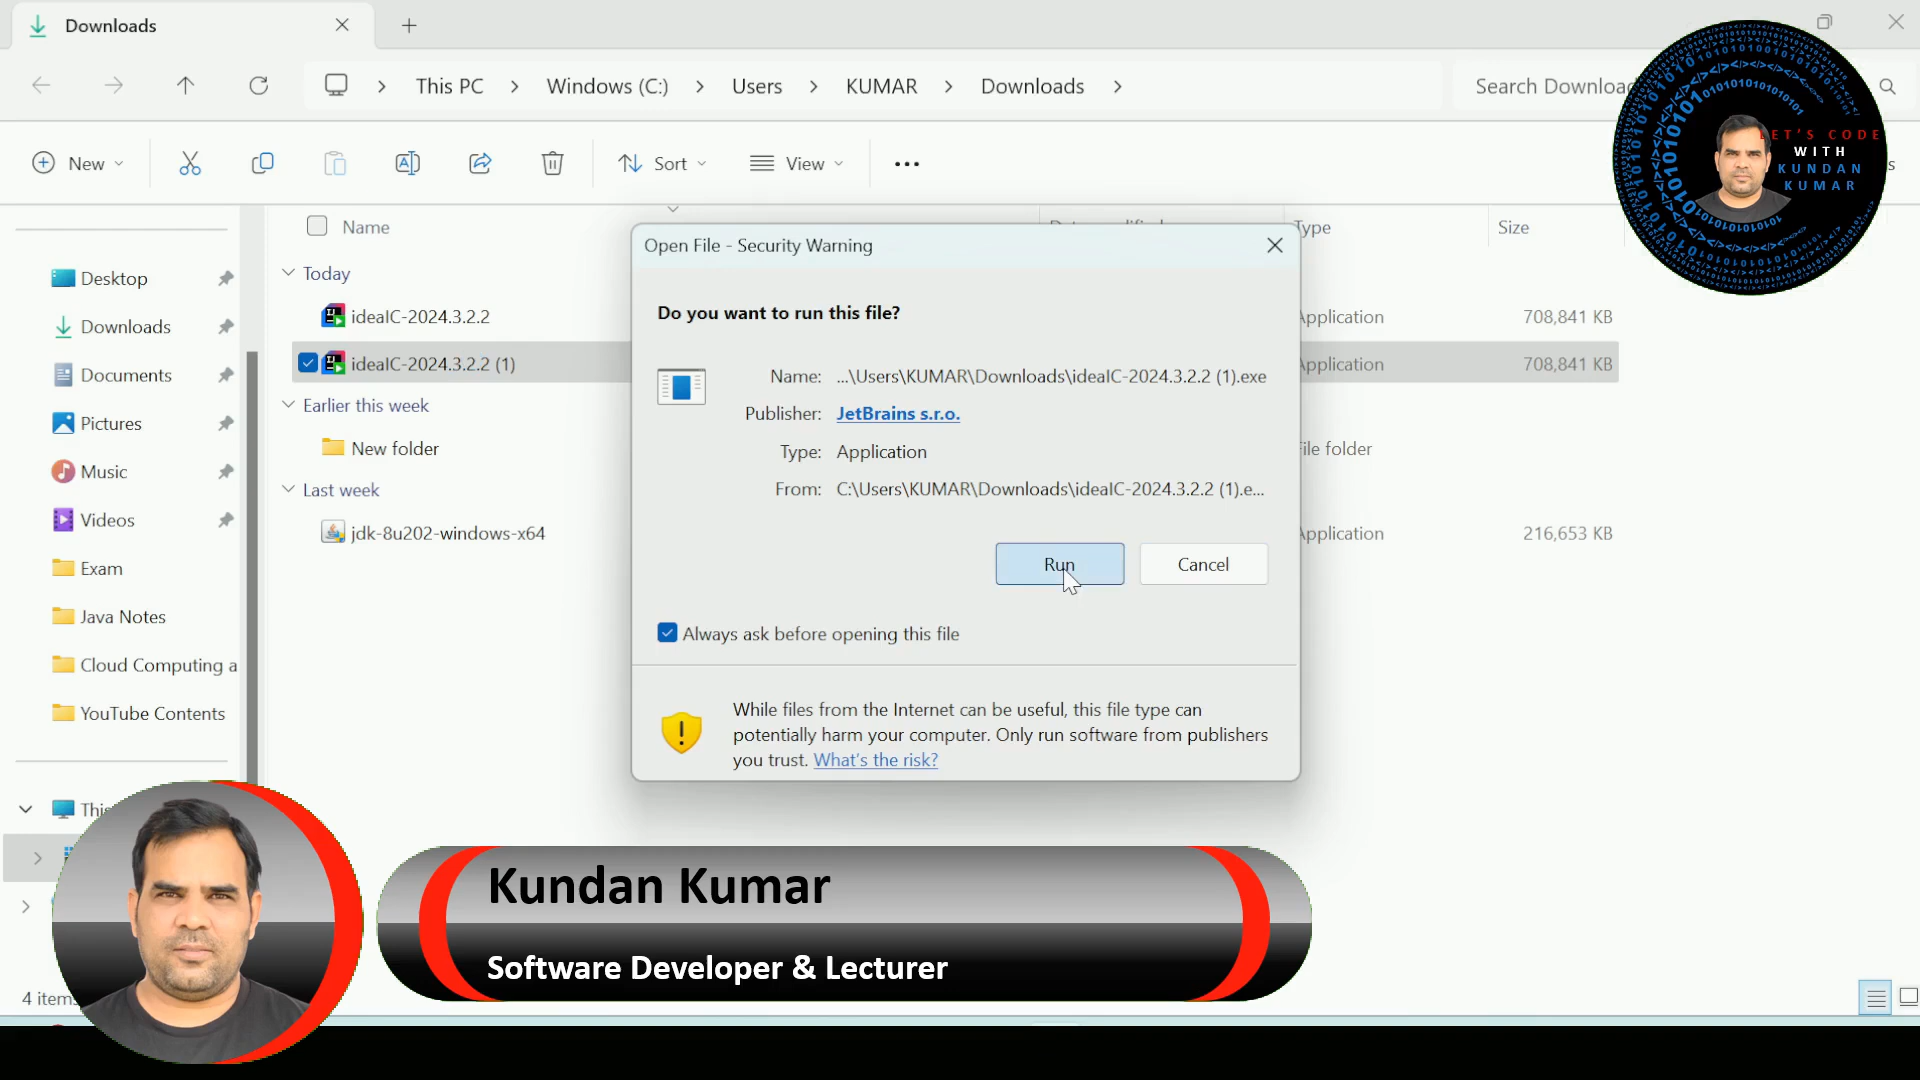 Downloads
This PC
Windows (C:)
Users
KUMAR
Downloads
Search
New
Sort
View
Name
Type
Size
Desktop
Downloads
Documents
Pictures
Music
Videos
Exam
Java Notes
Cloud Computing a
YouTube Contents
4
Today
ideaIC-2024.3.2.2
Application
708,841 KB
ideaIC-2024.3.2.2 (1)
Application
708,841 KB
Earlier this week
New folder
File folder
Last week
jdk-8u202-windows-x64
Application
216,653 KB
Open File - Security Warning
Do you want to run this file?
Name: ...\Users\KUMAR\Downloads\ideaIC-2024.3.2.2 (1).exe
Publisher: JetBrains s.r.o.
Type: Application
From: C:\Users\KUMAR\Downloads\ideaIC-2024.3.2.2 (1).e...
Run
Cancel
Always ask before opening this file
While files from the Internet can be useful, this file type can
potentially harm your computer. Only run software from publishers
you trust. What's the risk?
LET'S CODE
WITH
KUNDAN
KUMAR
Kundan Kumar
Software Developer & Lecturer